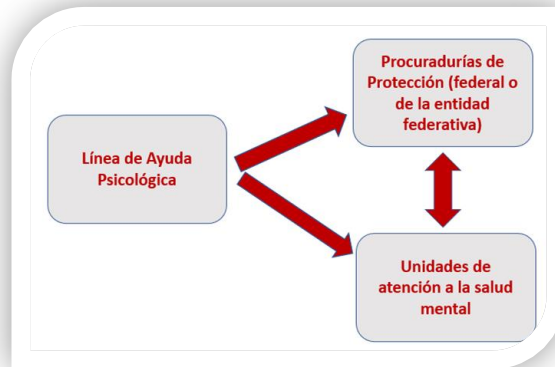 Línea de Ayuda
Psicológica
Procuradurías de
Protección (federal o
de la entidad
federativa)
Unidades de
atención a la salud
mental